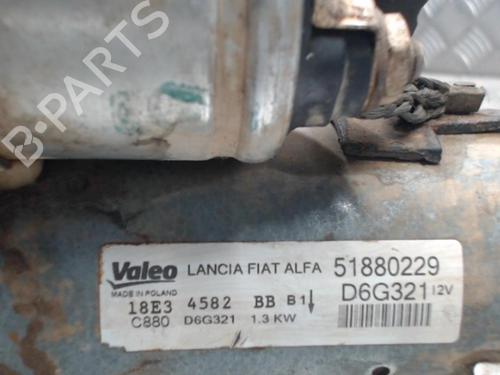 Valeo LANCIA FIAT ALFA 51880229
MADE IN POLAND
D6G321 12V
18E3 4582 BB B1
C880 D6G321 1.3 KW
B